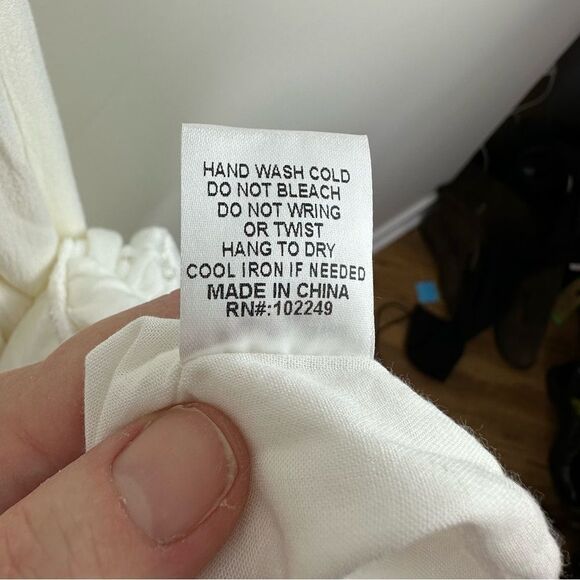 HAND WASH COLD
DO NOT BLEACH
DO NOT WRING
OR TWIST
HANG TO DRY
COOL IRON IF NEEDED
MADE IN CHINA
RN#:102249